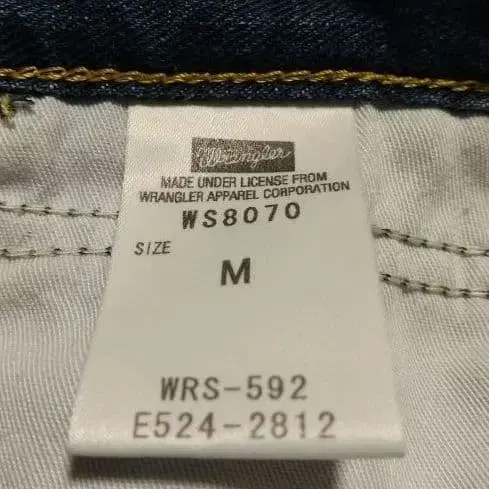 Wrangler
MADE UNDER LICENSE FROM
WRANGLER APPAREL CORPORATION
WS8070
SIZE
M
WRS-592
E524-2812